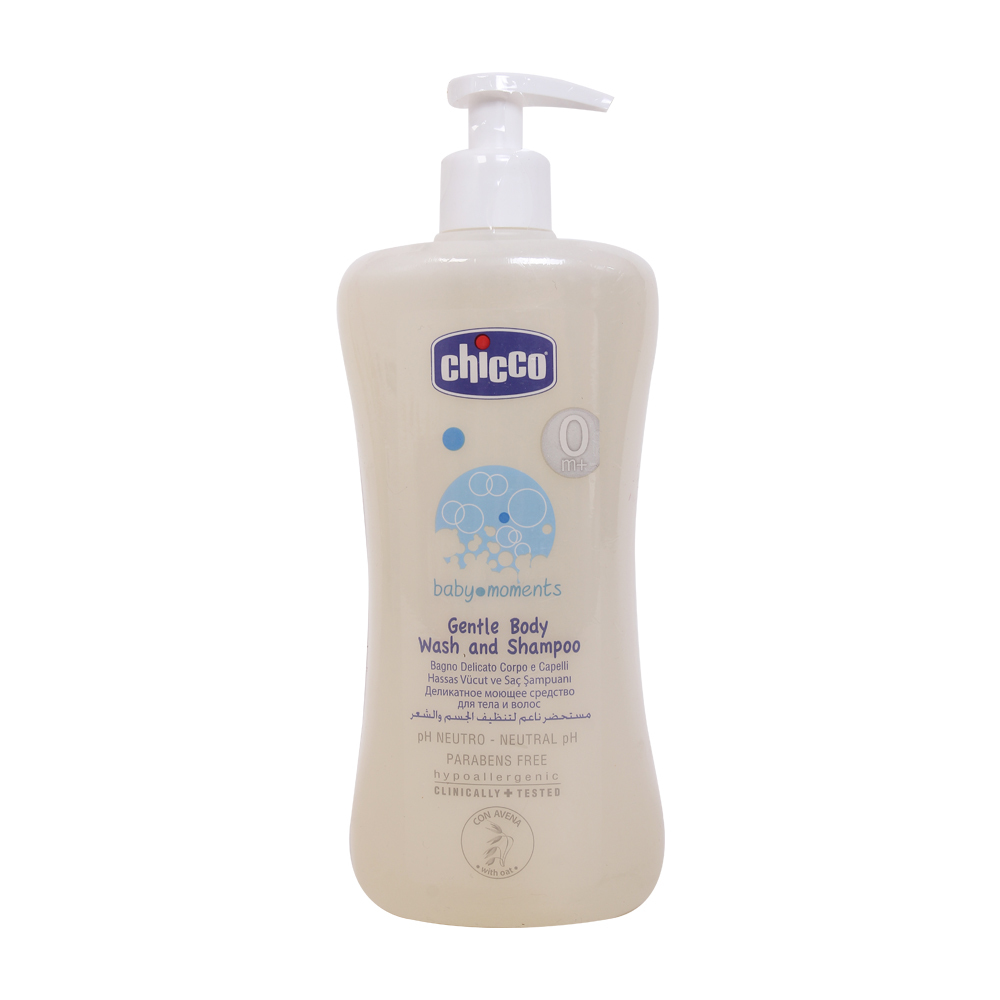 chicco
0
m+
baby moments
Gentle Body
Wash and Shampoo
Bagno Delicato Corpo e Capelli
Hassas Vücut ve Saç Şampuanı
Деликатное моющее средство
для тела и волос
مستحضر ناعم لتنظيف الجسم والشعر
pH NEUTRO - NEUTRAL pH
PARABENS FREE
hypoallergenic
CLINICALLY + TESTED
CON AVENA
• with oat •